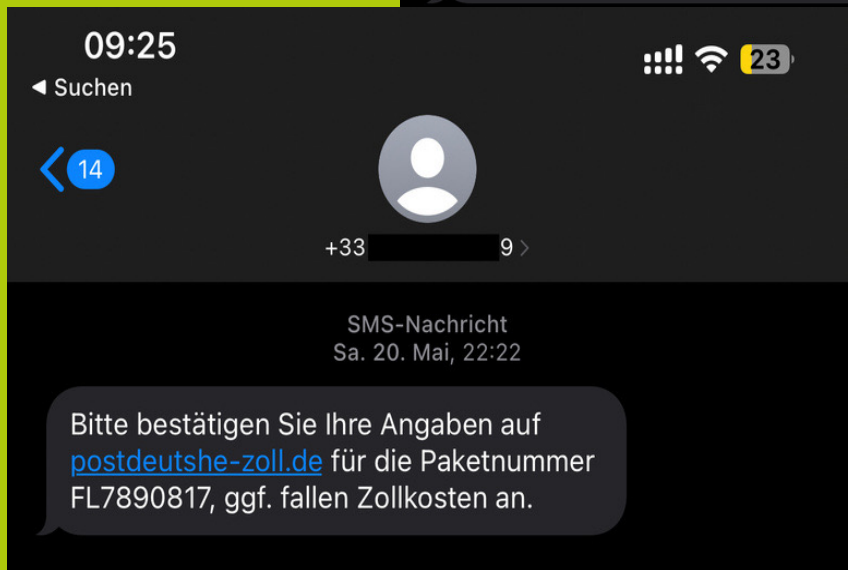 09:25
23
◀ Suchen
14
+33 9 >
SMS-Nachricht
Sa. 20. Mai, 22:22
Bitte bestätigen Sie Ihre Angaben auf
postdeutshe-zoll.de für die Paketnummer
FL7890817, ggf. fallen Zollkosten an.